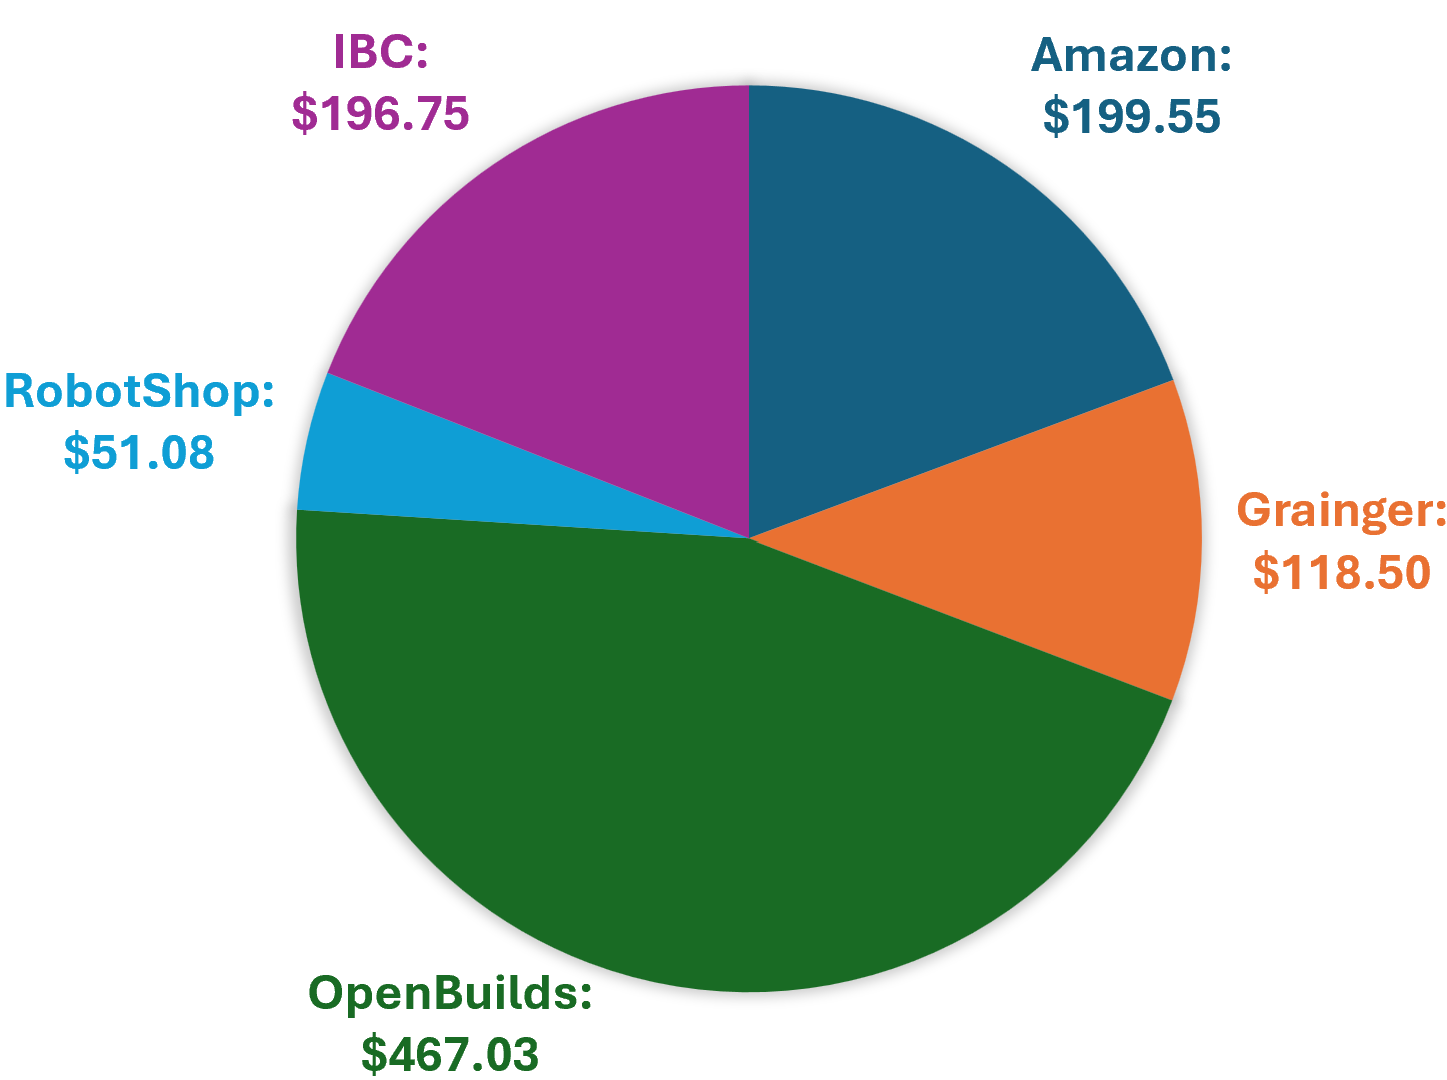 IBC:
$196.75
Amazon:
$199.55
RobotShop:
$51.08
Grainger:
$118.50
OpenBuilds:
$467.03